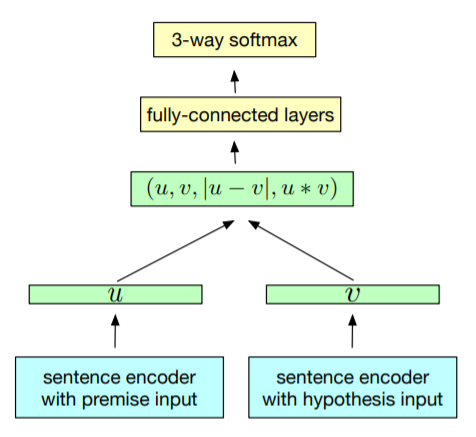 3-way softmax
fully-connected layers
(u, v, |u − v|, u * v)
u
v
sentence encoder
with premise input
sentence encoder
with hypothesis input